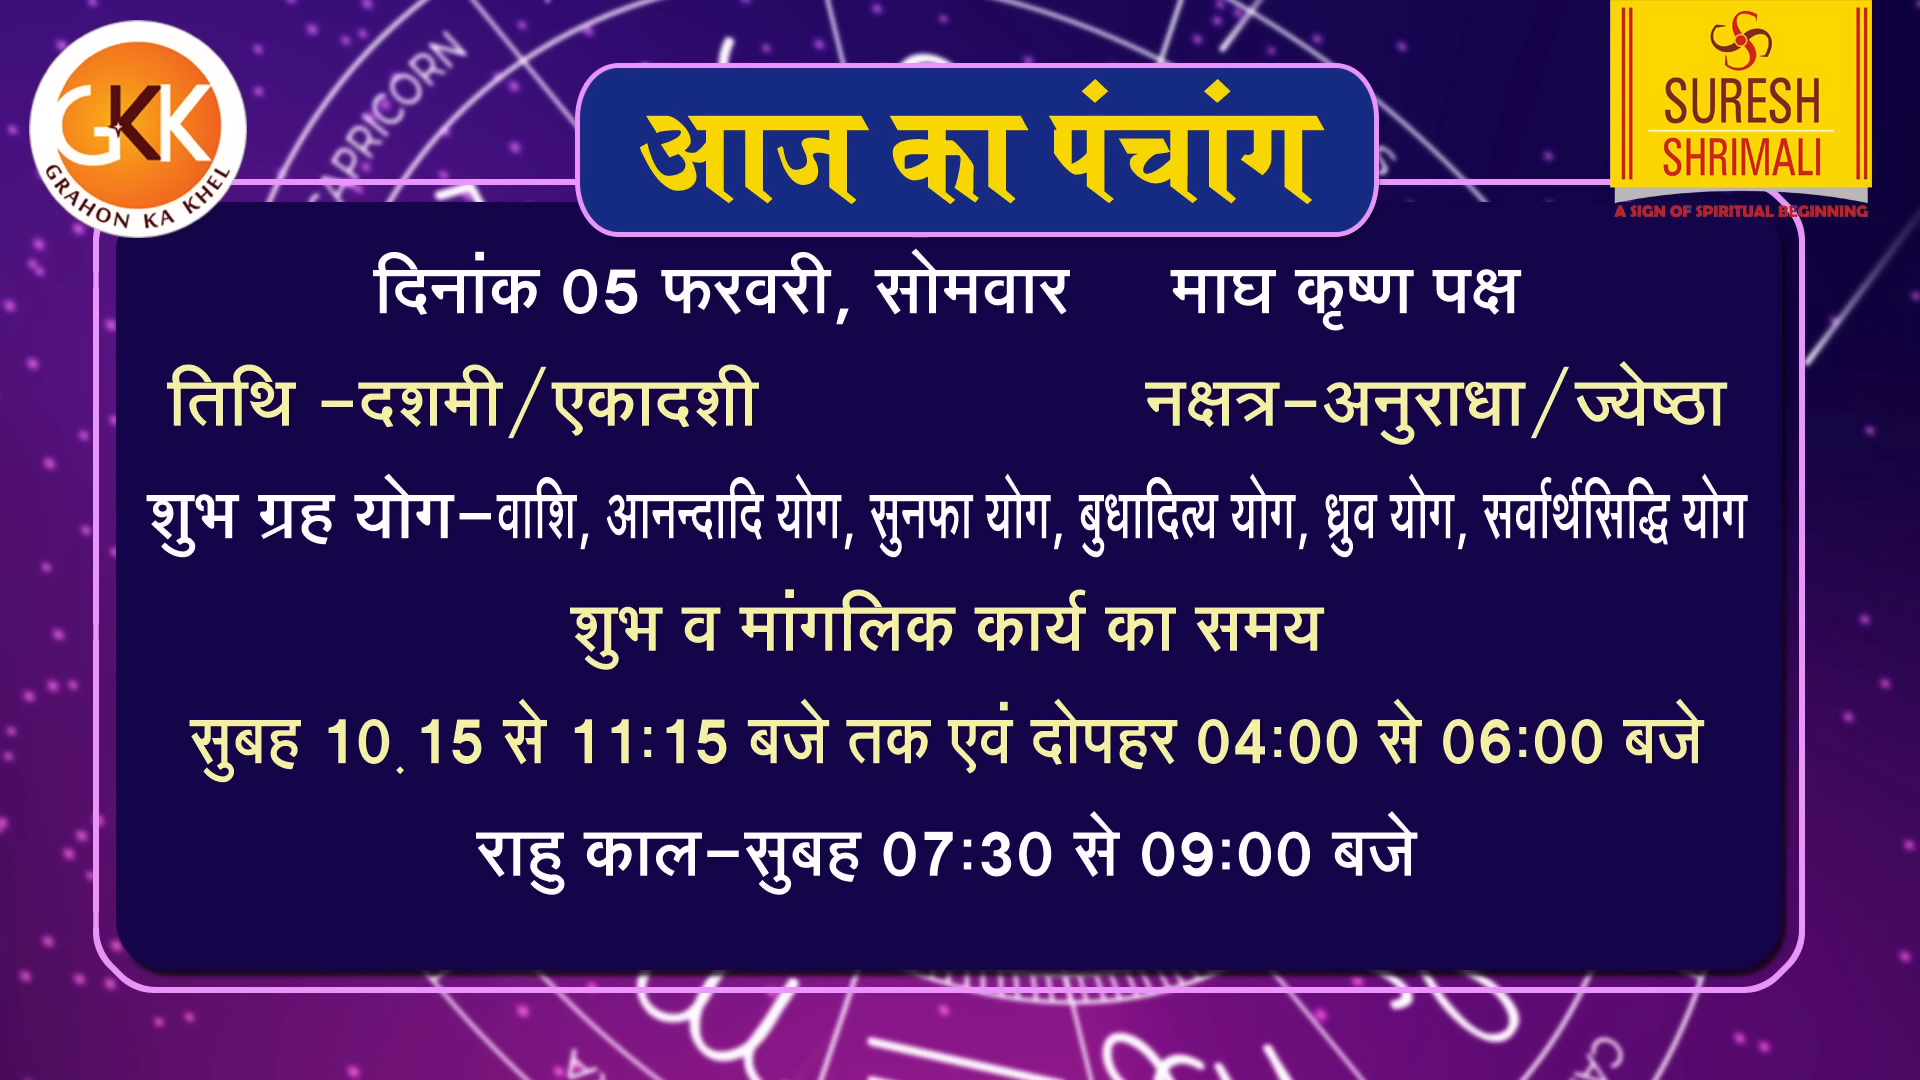 GKK
GRAHON KA KHEL
CAPRICORN
SURESH
SHRIMALI
A SIGN OF SPIRITUAL BEGINNING
आज का पंचांग
दिनांक 05 फरवरी, सोमवार माघ कृष्ण पक्ष
तिथि -दशमी/एकादशी नक्षत्र-अनुराधा/ज्येष्ठा
शुभ ग्रह योग-वाशि, आनन्दादि योग, सुनफा योग, बुधादित्य योग, ध्रुव योग, सर्वार्थसिद्धि योग
शुभ व मांगलिक कार्य का समय
सुबह 10.15 से 11:15 बजे तक एवं दोपहर 04:00 से 06:00 बजे
राहु काल-सुबह 07:30 से 09:00 बजे